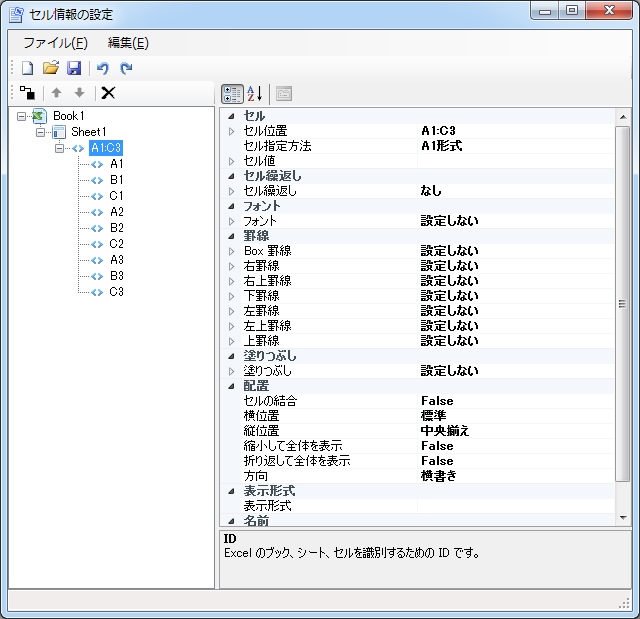 セル情報の設定
ファイル(F) 編集(E)
Book1
Sheet1
A1:C3
A1
B1
C1
A2
B2
C2
A3
B3
C3
セル
セル位置 A1:C3
セル指定方法 A1形式
セル値
セル繰返し
セル繰返し なし
フォント
フォント 設定しない
罫線
Box 罫線 設定しない
右罫線 設定しない
右上罫線 設定しない
下罫線 設定しない
左罫線 設定しない
左上罫線 設定しない
上罫線 設定しない
塗りつぶし
塗りつぶし 設定しない
配置
セルの結合 False
横位置 標準
縦位置 中央揃え
縮小して全体を表示 False
折り返して全体を表示 False
方向 横書き
表示形式
表示形式
名前
ID
Excel のブック、シート、セルを識別するための ID です。